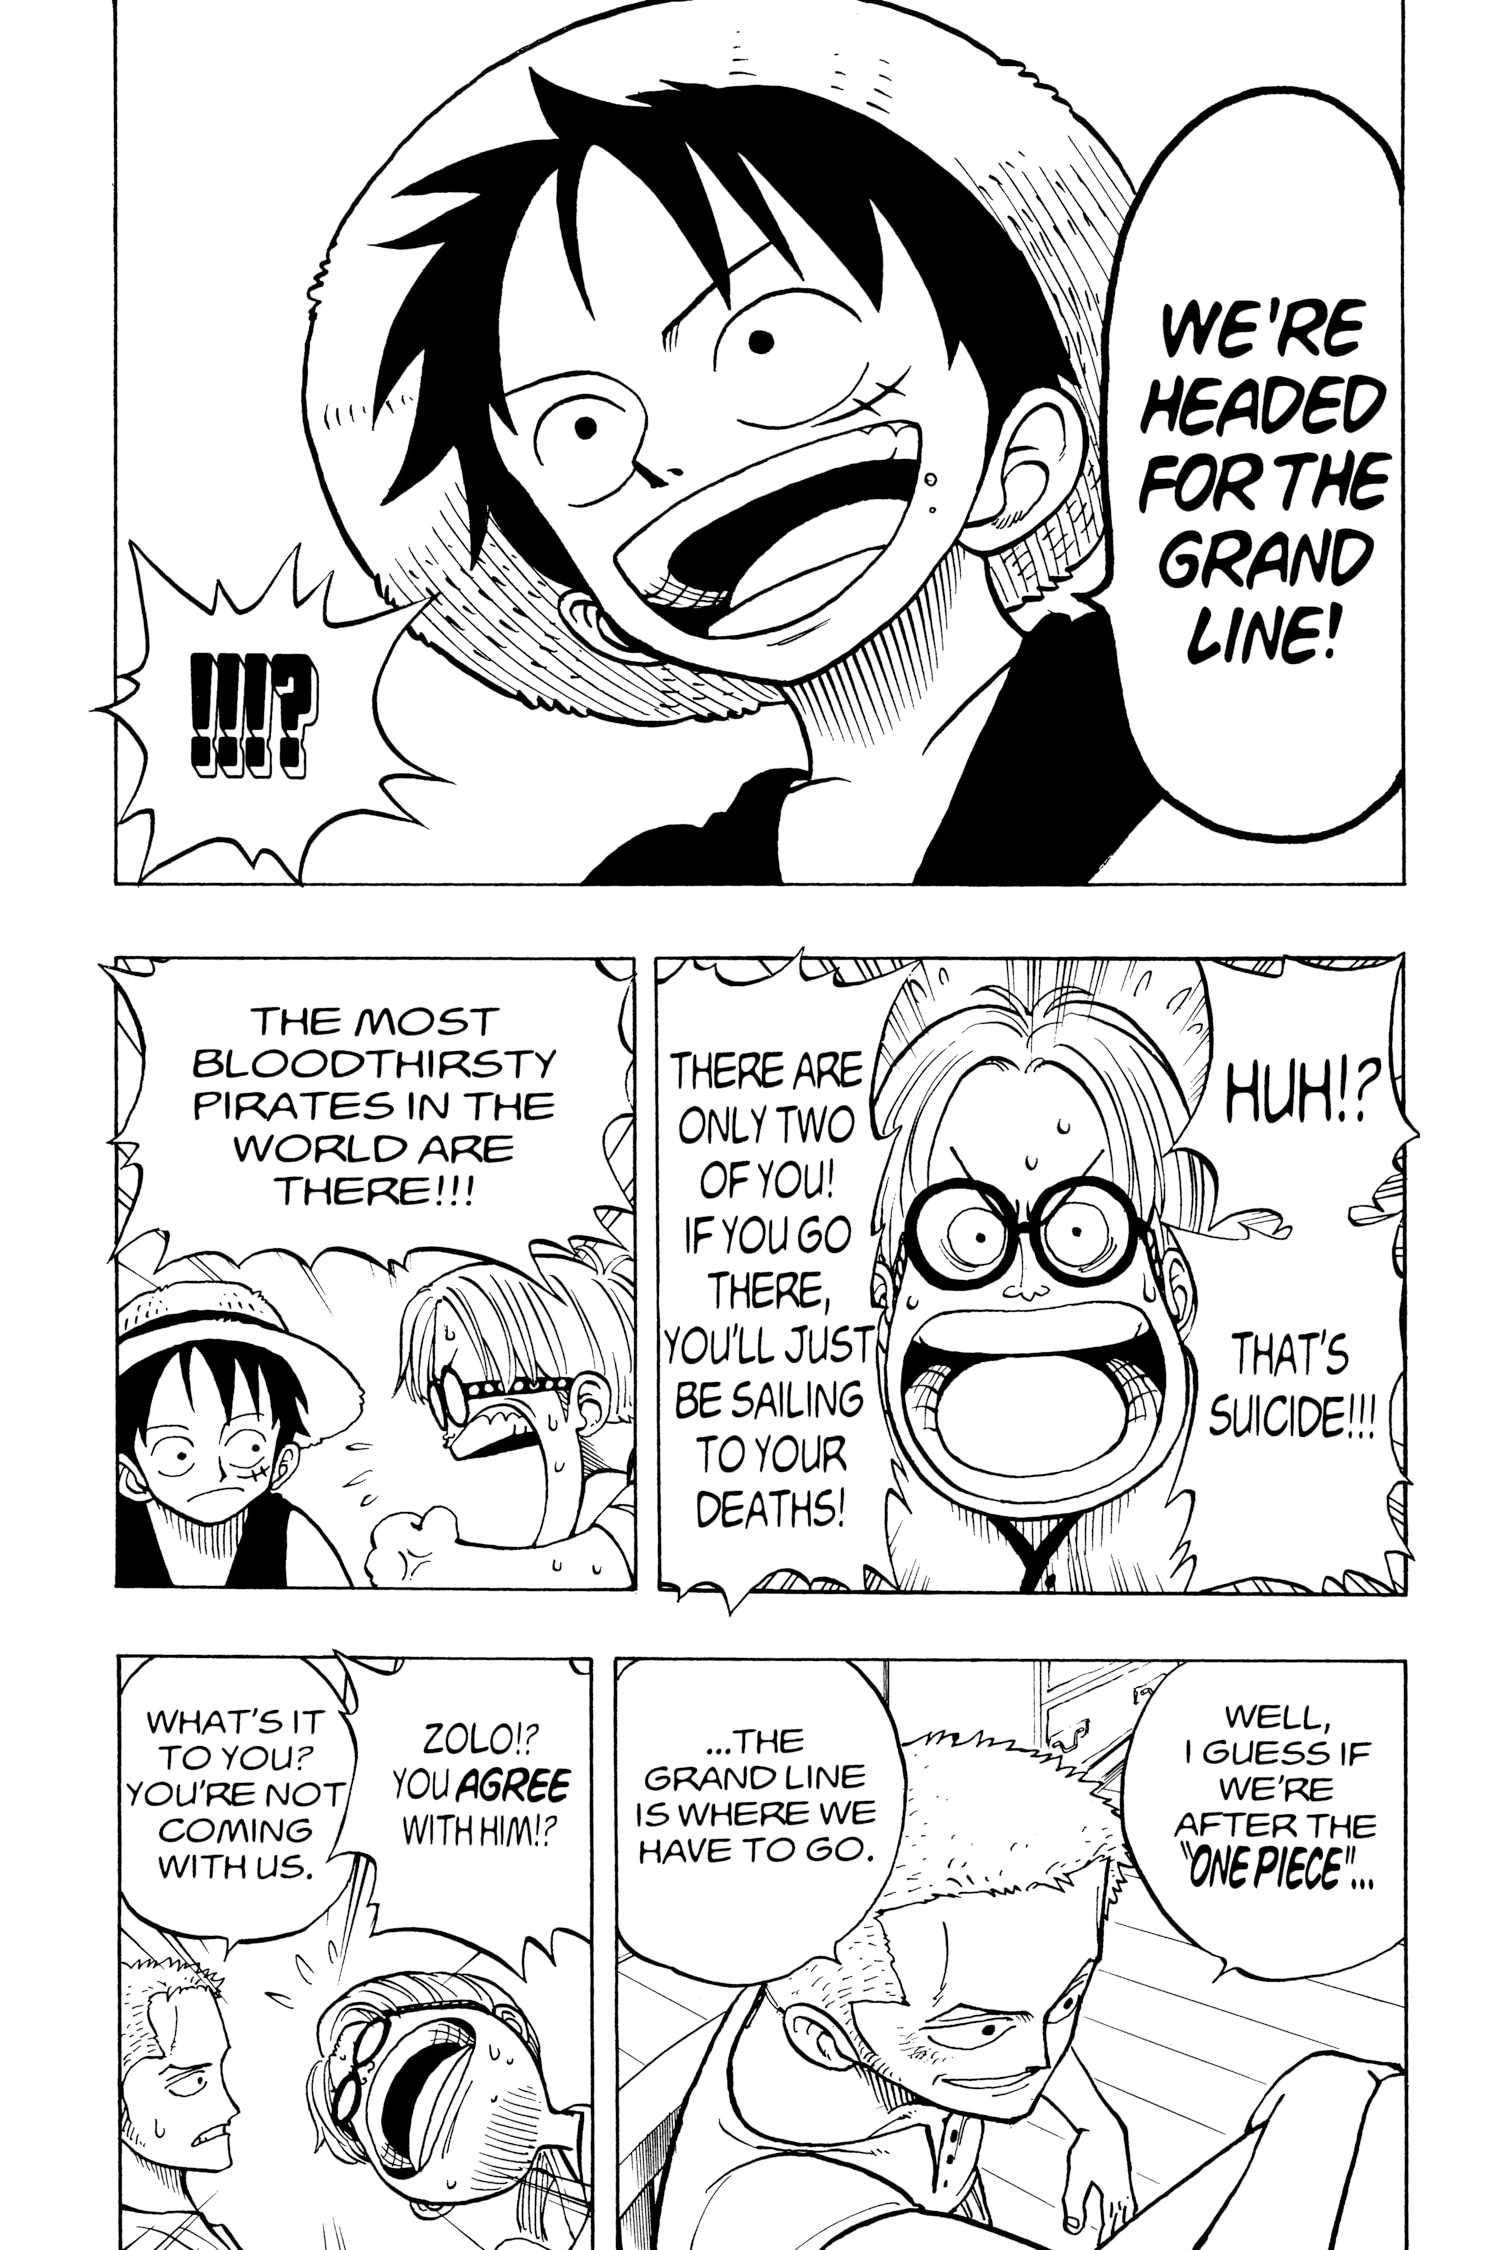 WE'RE
HEADED
FOR THE
GRAND
LINE!
!!!?
HUH!?
THAT'S
SUICIDE!!!
THERE ARE
ONLY TWO
OF YOU!
IF YOU GO
THERE,
YOU'LL JUST
BE SAILING
TO YOUR
DEATHS!
THE MOST
BLOODTHIRSTY
PIRATES IN THE
WORLD ARE
THERE!!!
WELL,
I GUESS IF
WE'RE
AFTER THE
"ONE PIECE"...
...THE
GRAND LINE
IS WHERE WE
HAVE TO GO.
ZOLO!?
YOU AGREE
WITH HIM!?
WHAT'S IT
TO YOU?
YOU'RE NOT
COMING
WITH US.